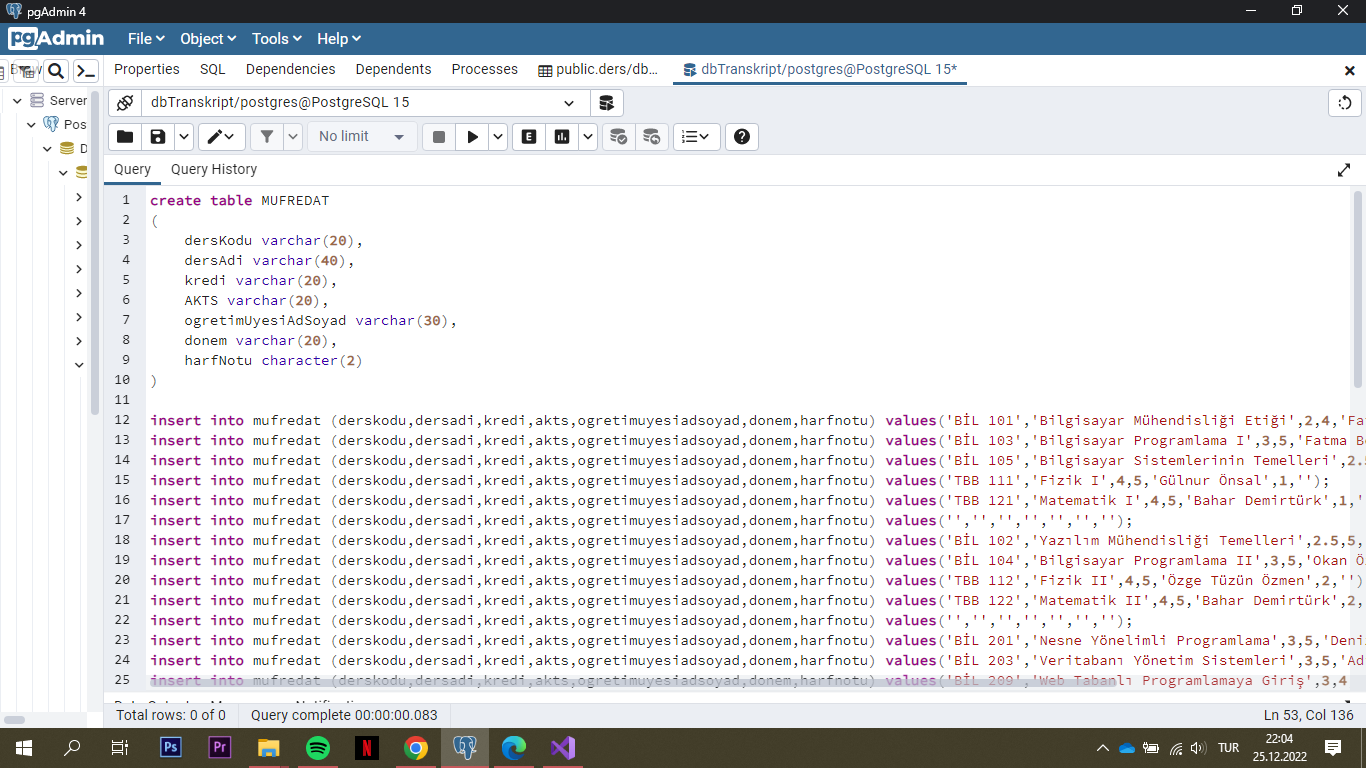 pgAdmin 4
pgAdmin File Object Tools Help
Properties SQL Dependencies Dependents Processes public.ders/db... dbTranskript/postgres@PostgreSQL 15*
Server
Pos
dbTranskript/postgres@PostgreSQL 15
No limit
E
Query Query History
1 create table MUFREDAT
2 (
3 dersKodu varchar(20),
4 dersAdi varchar(40),
5 kredi varchar(20),
6 AKTS varchar(20),
7 ogretimUyesiAdSoyad varchar(30),
8 donem varchar(20),
9 harfNotu character(2)
10 )
11
12 insert into mufredat (derskodu,dersadi,kredi,akts,ogretimuyesiadsoyad,donem,harfnotu) values('BİL 101','Bilgisayar Mühendisliği Etiği',2,4,'Fa
13 insert into mufredat (derskodu,dersadi,kredi,akts,ogretimuyesiadsoyad,donem,harfnotu) values('BİL 103','Bilgisayar Programlama I',3,5,'Fatma B
14 insert into mufredat (derskodu,dersadi,kredi,akts,ogretimuyesiadsoyad,donem,harfnotu) values('BİL 105','Bilgisayar Sistemlerinin Temelleri',2.5
15 insert into mufredat (derskodu,dersadi,kredi,akts,ogretimuyesiadsoyad,donem,harfnotu) values('TBB 111','Fizik I',4,5,'Gülnur Önsal',1,'');
16 insert into mufredat (derskodu,dersadi,kredi,akts,ogretimuyesiadsoyad,donem,harfnotu) values('TBB 121','Matematik I',4,5,'Bahar Demirtürk',1,'
17 insert into mufredat (derskodu,dersadi,kredi,akts,ogretimuyesiadsoyad,donem,harfnotu) values('','','','','','','');
18 insert into mufredat (derskodu,dersadi,kredi,akts,ogretimuyesiadsoyad,donem,harfnotu) values('BİL 102','Yazılım Mühendisliği Temelleri',2.5,5,
19 insert into mufredat (derskodu,dersadi,kredi,akts,ogretimuyesiadsoyad,donem,harfnotu) values('BİL 104','Bilgisayar Programlama II',3,5,'Okan Ö
20 insert into mufredat (derskodu,dersadi,kredi,akts,ogretimuyesiadsoyad,donem,harfnotu) values('TBB 112','Fizik II',4,5,'Özge Tüzün Özmen',2,'')
21 insert into mufredat (derskodu,dersadi,kredi,akts,ogretimuyesiadsoyad,donem,harfnotu) values('TBB 122','Matematik II',4,5,'Bahar Demirtürk',2,
22 insert into mufredat (derskodu,dersadi,kredi,akts,ogretimuyesiadsoyad,donem,harfnotu) values('','','','','','','');
23 insert into mufredat (derskodu,dersadi,kredi,akts,ogretimuyesiadsoyad,donem,harfnotu) values('BİL 201','Nesne Yönelimli Programlama',3,5,'Deni
24 insert into mufredat (derskodu,dersadi,kredi,akts,ogretimuyesiadsoyad,donem,harfnotu) values('BİL 203','Veritabanı Yönetim Sistemleri',3,5,'Ad
25 insert into mufredat (derskodu,dersadi,kredi,akts,ogretimuyesiadsoyad,donem,harfnotu) values('BİL 209','Web Tabanlı Programlamaya Giriş',3,4
Total rows: 0 of 0 Query complete 00:00:00.083 Ln 53, Col 136
Ps Pr N TUR 22:04
25.12.2022